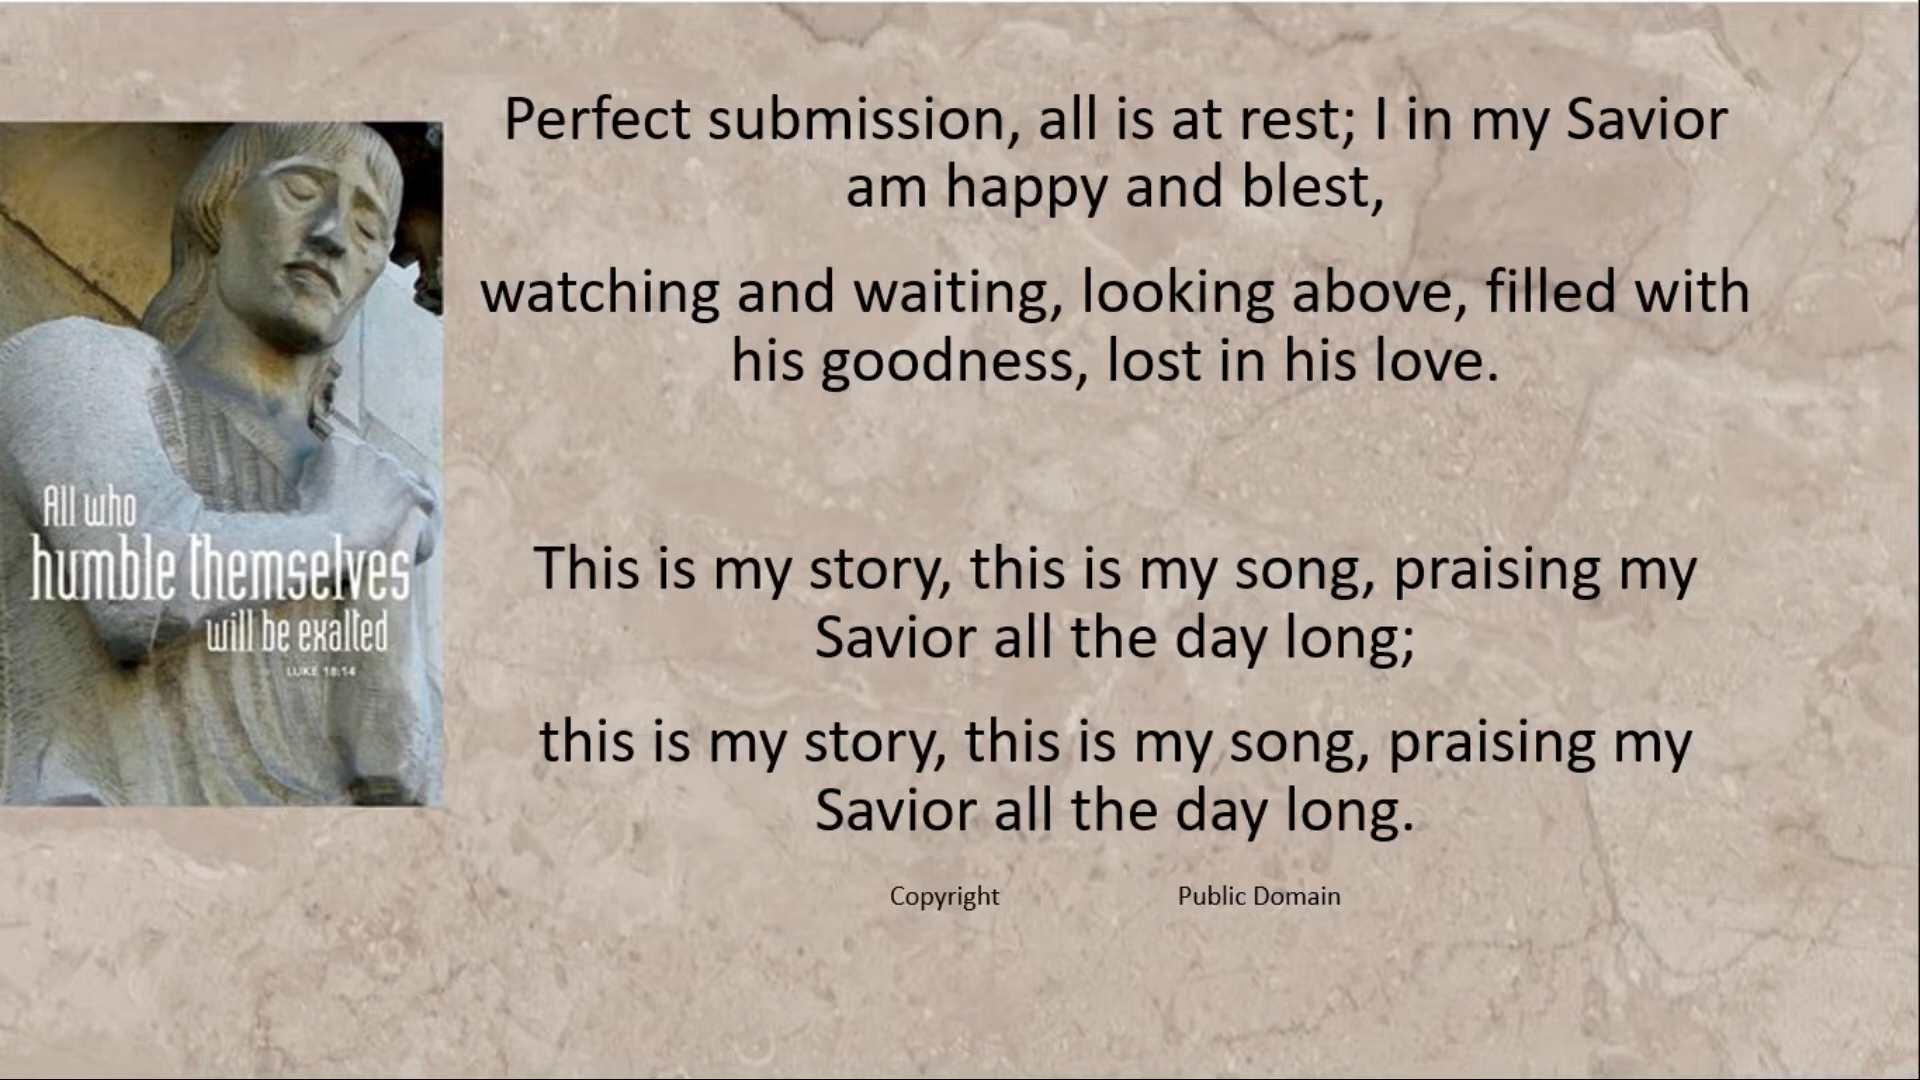 Perfect submission, all is at rest; I in my Savior
am happy and blest,
watching and waiting, looking above, filled with
his goodness, lost in his love.
This is my story, this is my song, praising my
Savior all the day long;
this is my story, this is my song, praising my
Savior all the day long.
Copyright Public Domain
All who
humble themselves
will be exalted
LUKE 18:14